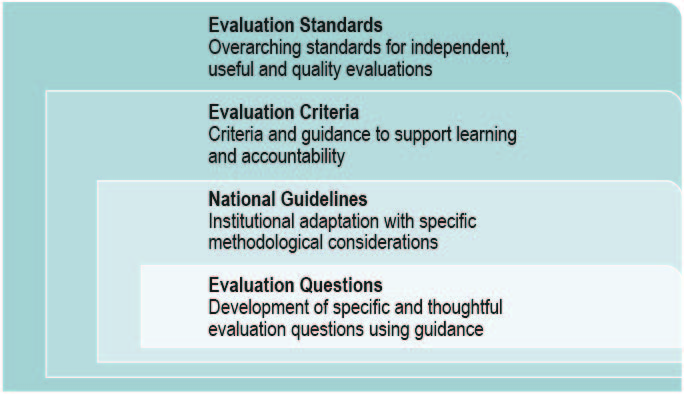 Evaluation Standards
Overarching standards for independent,
useful and quality evaluations
Evaluation Criteria
Criteria and guidance to support learning
and accountability
National Guidelines
Institutional adaptation with specific
methodological considerations
Evaluation Questions
Development of specific and thoughtful
evaluation questions using guidance